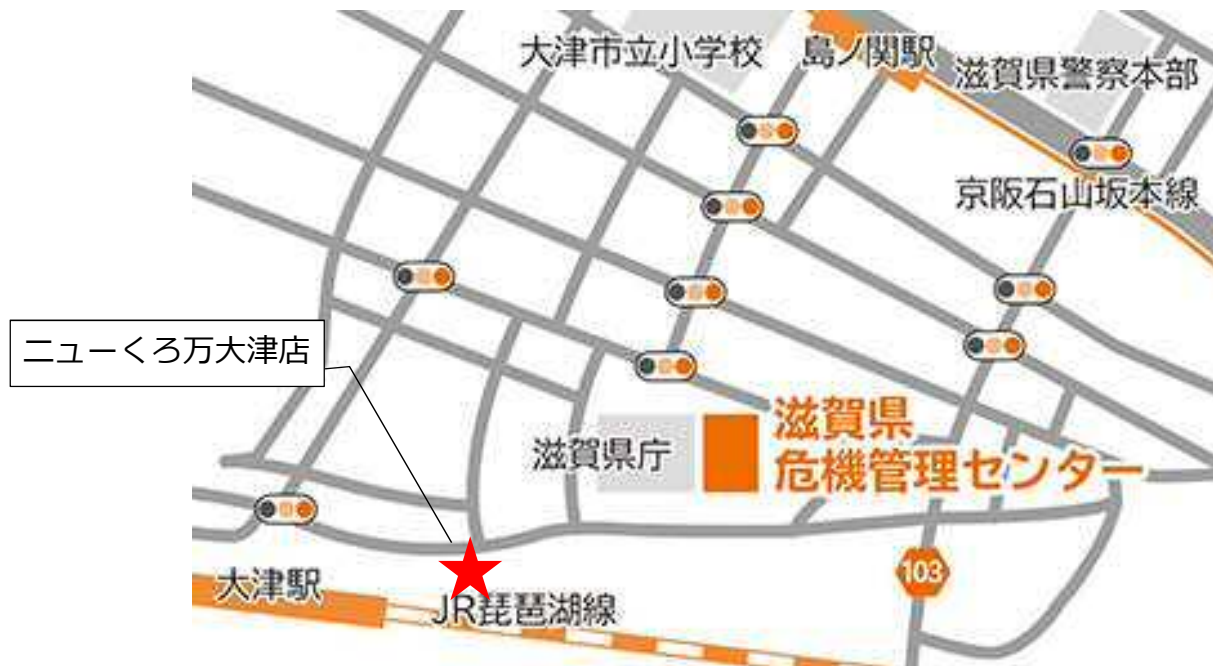 大津市立小学校
島ノ関駅
滋賀県警察本部
京阪石山坂本線
ニューくろ万大津店
滋賀県庁
滋賀県
危機管理センター
103
大津駅
JR琵琶湖線